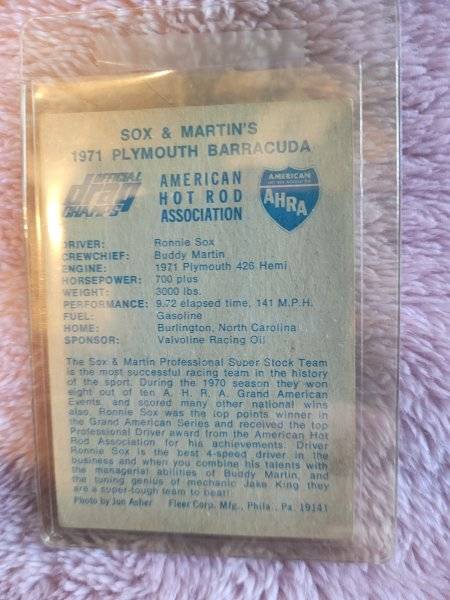 SOX & MARTIN'S
1971 PLYMOUTH BARRACUDA
OFFICIAL
drag
CHAMPS
AMERICAN
HOT ROD
ASSOCIATION
AMERICAN
HOT ROD ASSOCIATION
AHRA
DRIVER: Ronnie Sox
CREWCHIEF: Buddy Martin
ENGINE: 1971 Plymouth 426 Hemi
HORSEPOWER: 700 plus
WEIGHT: 3000 lbs.
PERFORMANCE: 9.72 elapsed time, 141 M.P.H.
FUEL: Gasoline
HOME: Burlington, North Carolina
SPONSOR: Valvoline Racing Oil
The Sox & Martin Professional Super Stock Team
is the most successful racing team in the history
of the sport. During the 1970 season they won
eight out of ten A. H. R. A. Grand American
Events, and scored many other national wins
also. Ronnie Sox was the top points winner in
the Grand American Series and received the top
Professional Driver award from the American Hot
Rod Association for his achievements. Driver
Ronnie Sox is the best 4-speed driver in the
business and when you combine his talents with
the managerial abilities of Buddy Martin, and
the tuning genius of mechanic Jake King they
are a super-tough team to beat!
Photo by Jon Asher Fleer Corp. Mfg., Phila., Pa. 19141